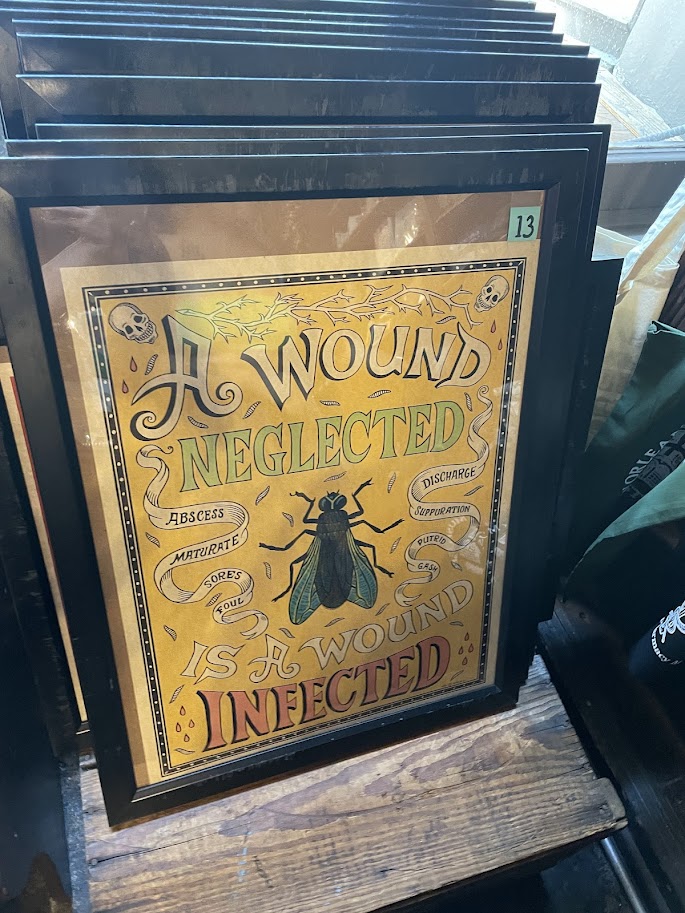 13
A WOUND
NEGLECTED
ABSCESS
MATURATE
SORES
FOUL
DISCHARGE
SUPPURATION
PUTRID
GASH
IS A WOUND
INFECTED